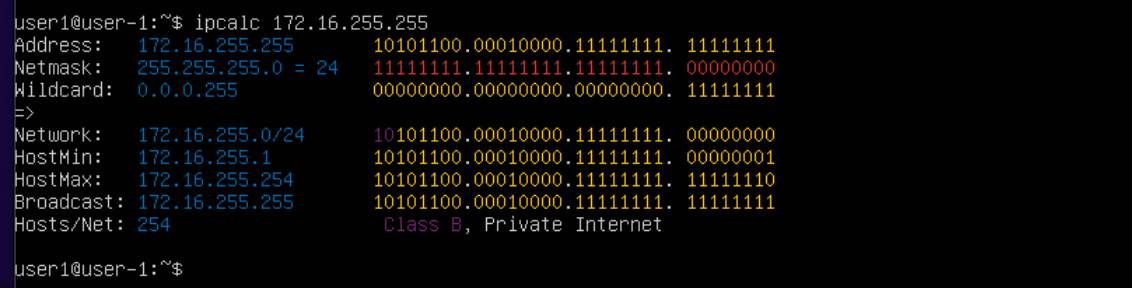 user1@user-1:~$ ipcalc 172.16.255.255
Address: 172.16.255.255 10101100.00010000.11111111. 11111111
Netmask: 255.255.255.0 = 24 11111111.11111111.11111111. 00000000
Wildcard: 0.0.0.255 00000000.00000000.00000000. 11111111
=>
Network: 172.16.255.0/24 10101100.00010000.11111111. 00000000
HostMin: 172.16.255.1 10101100.00010000.11111111. 00000001
HostMax: 172.16.255.254 10101100.00010000.11111111. 11111110
Broadcast: 172.16.255.255 10101100.00010000.11111111. 11111111
Hosts/Net: 254 Class B, Private Internet
user1@user-1:~$